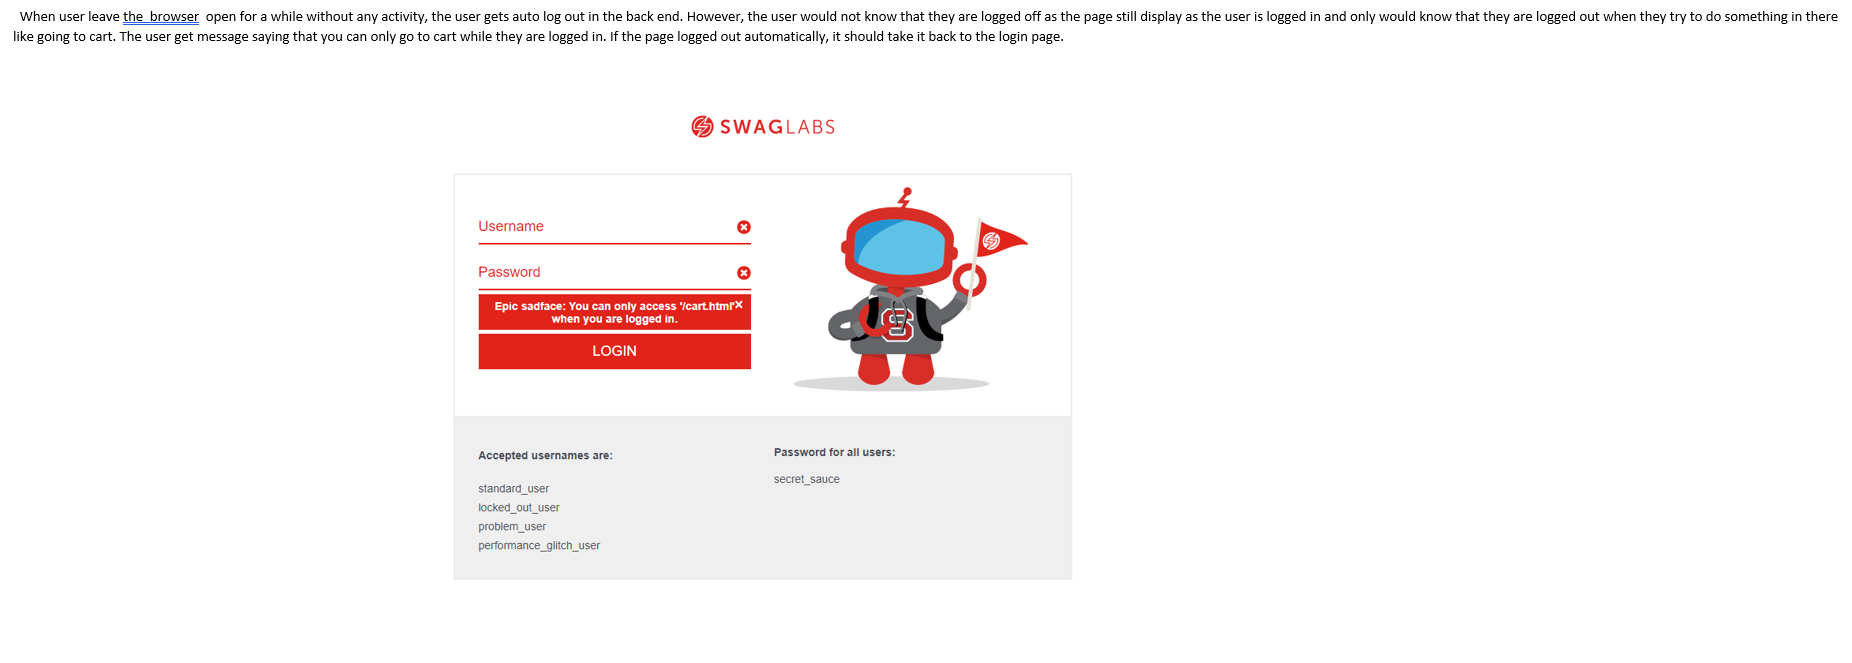 When user leave the browser open for a while without any activity, the user gets auto log out in the back end. However, the user would not know that they are logged off as the page still display as the user is logged in and only would know that they are logged out when they try to do something in there
like going to cart. The user get message saying that you can only go to cart while they are logged in. If the page logged out automatically, it should take it back to the login page.
SWAGLABS
Username
Password
Epic sadface: You can only access '/cart.html'
when you are logged in.
LOGIN
Accepted usernames are:
standard_user
locked_out_user
problem_user
performance_glitch_user
Password for all users:
secret_sauce